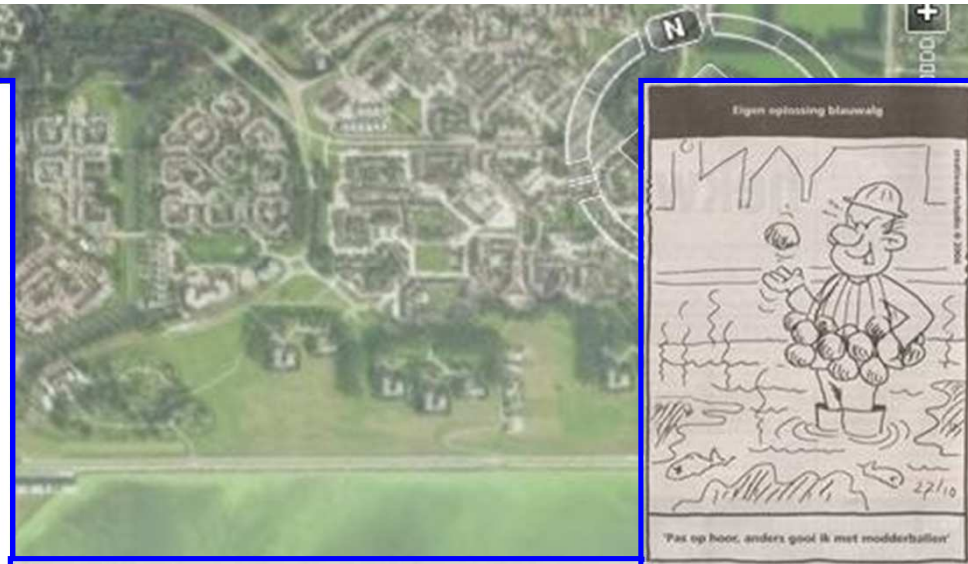 N
+
Eigen oplossing blauwalg
27/10
'Pas op hoor, anders gooi ik met modderballen'